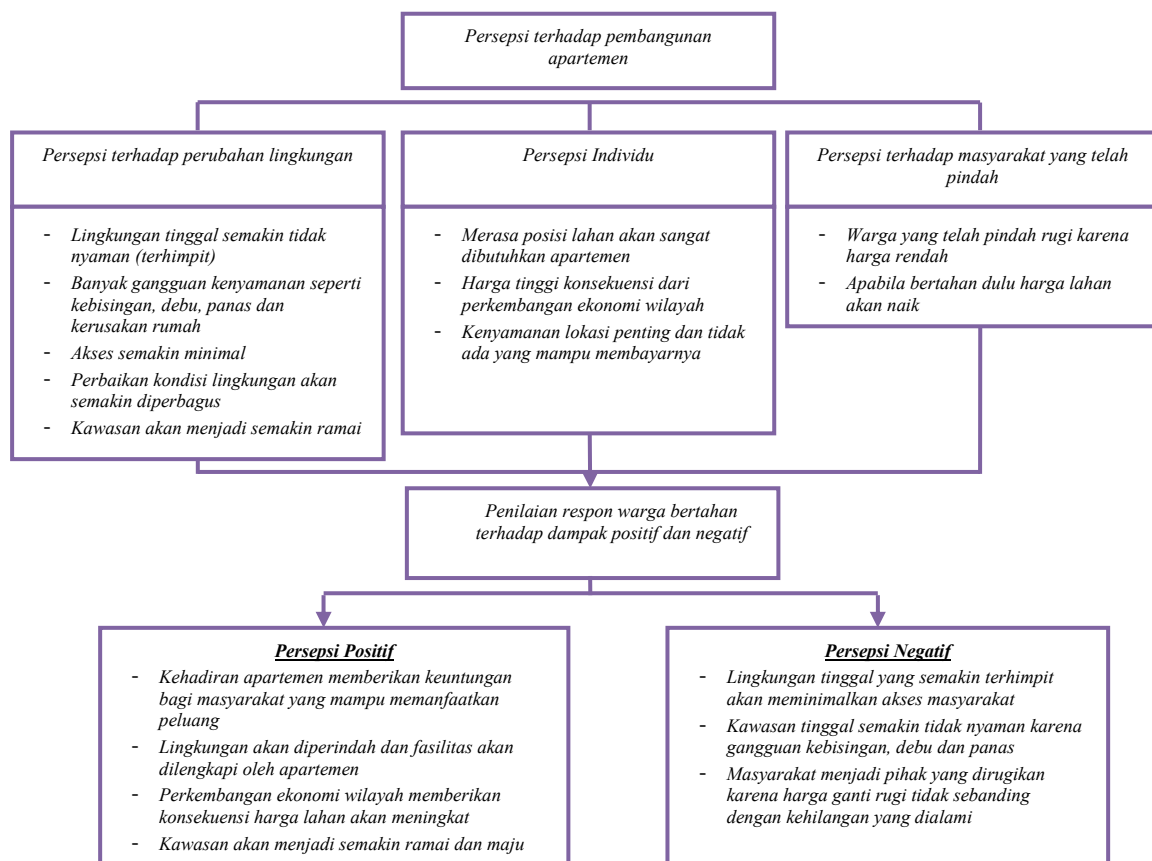 Persepsi terhadap pembangunan
apartemen
Persepsi terhadap perubahan lingkungan
- Lingkungan tinggal semakin tidak
nyaman (terhimpit)
- Banyak gangguan kenyamanan seperti
kebisingan, debu, panas dan
kerusakan rumah
- Akses semakin minimal
- Perbaikan kondisi lingkungan akan
semakin diperbagus
- Kawasan akan menjadi semakin ramai
Persepsi Individu
- Merasa posisi lahan akan sangat
dibutuhkan apartemen
- Harga tinggi konsekuensi dari
perkembangan ekonomi wilayah
- Kenyamanan lokasi penting dan tidak
ada yang mampu membayarnya
Persepsi terhadap masyarakat yang telah
pindah
- Warga yang telah pindah rugi karena
harga rendah
- Apabila bertahan dulu harga lahan
akan naik
Penilaian respon warga bertahan
terhadap dampak positif dan negatif
Persepsi Positif
- Kehadiran apartemen memberikan keuntungan
bagi masyarakat yang mampu memanfaatkan
peluang
- Lingkungan akan diperindah dan fasilitas akan
dilengkapi oleh apartemen
- Perkembangan ekonomi wilayah memberikan
konsekuensi harga lahan akan meningkat
- Kawasan akan menjadi semakin ramai dan maju
Persepsi Negatif
- Lingkungan tinggal yang semakin terhimpit
akan meminimalkan akses masyarakat
- Kawasan tinggal semakin tidak nyaman karena
gangguan kebisingan, debu dan panas
- Masyarakat menjadi pihak yang dirugikan
karena harga ganti rugi tidak sebanding
dengan kehilangan yang dialami